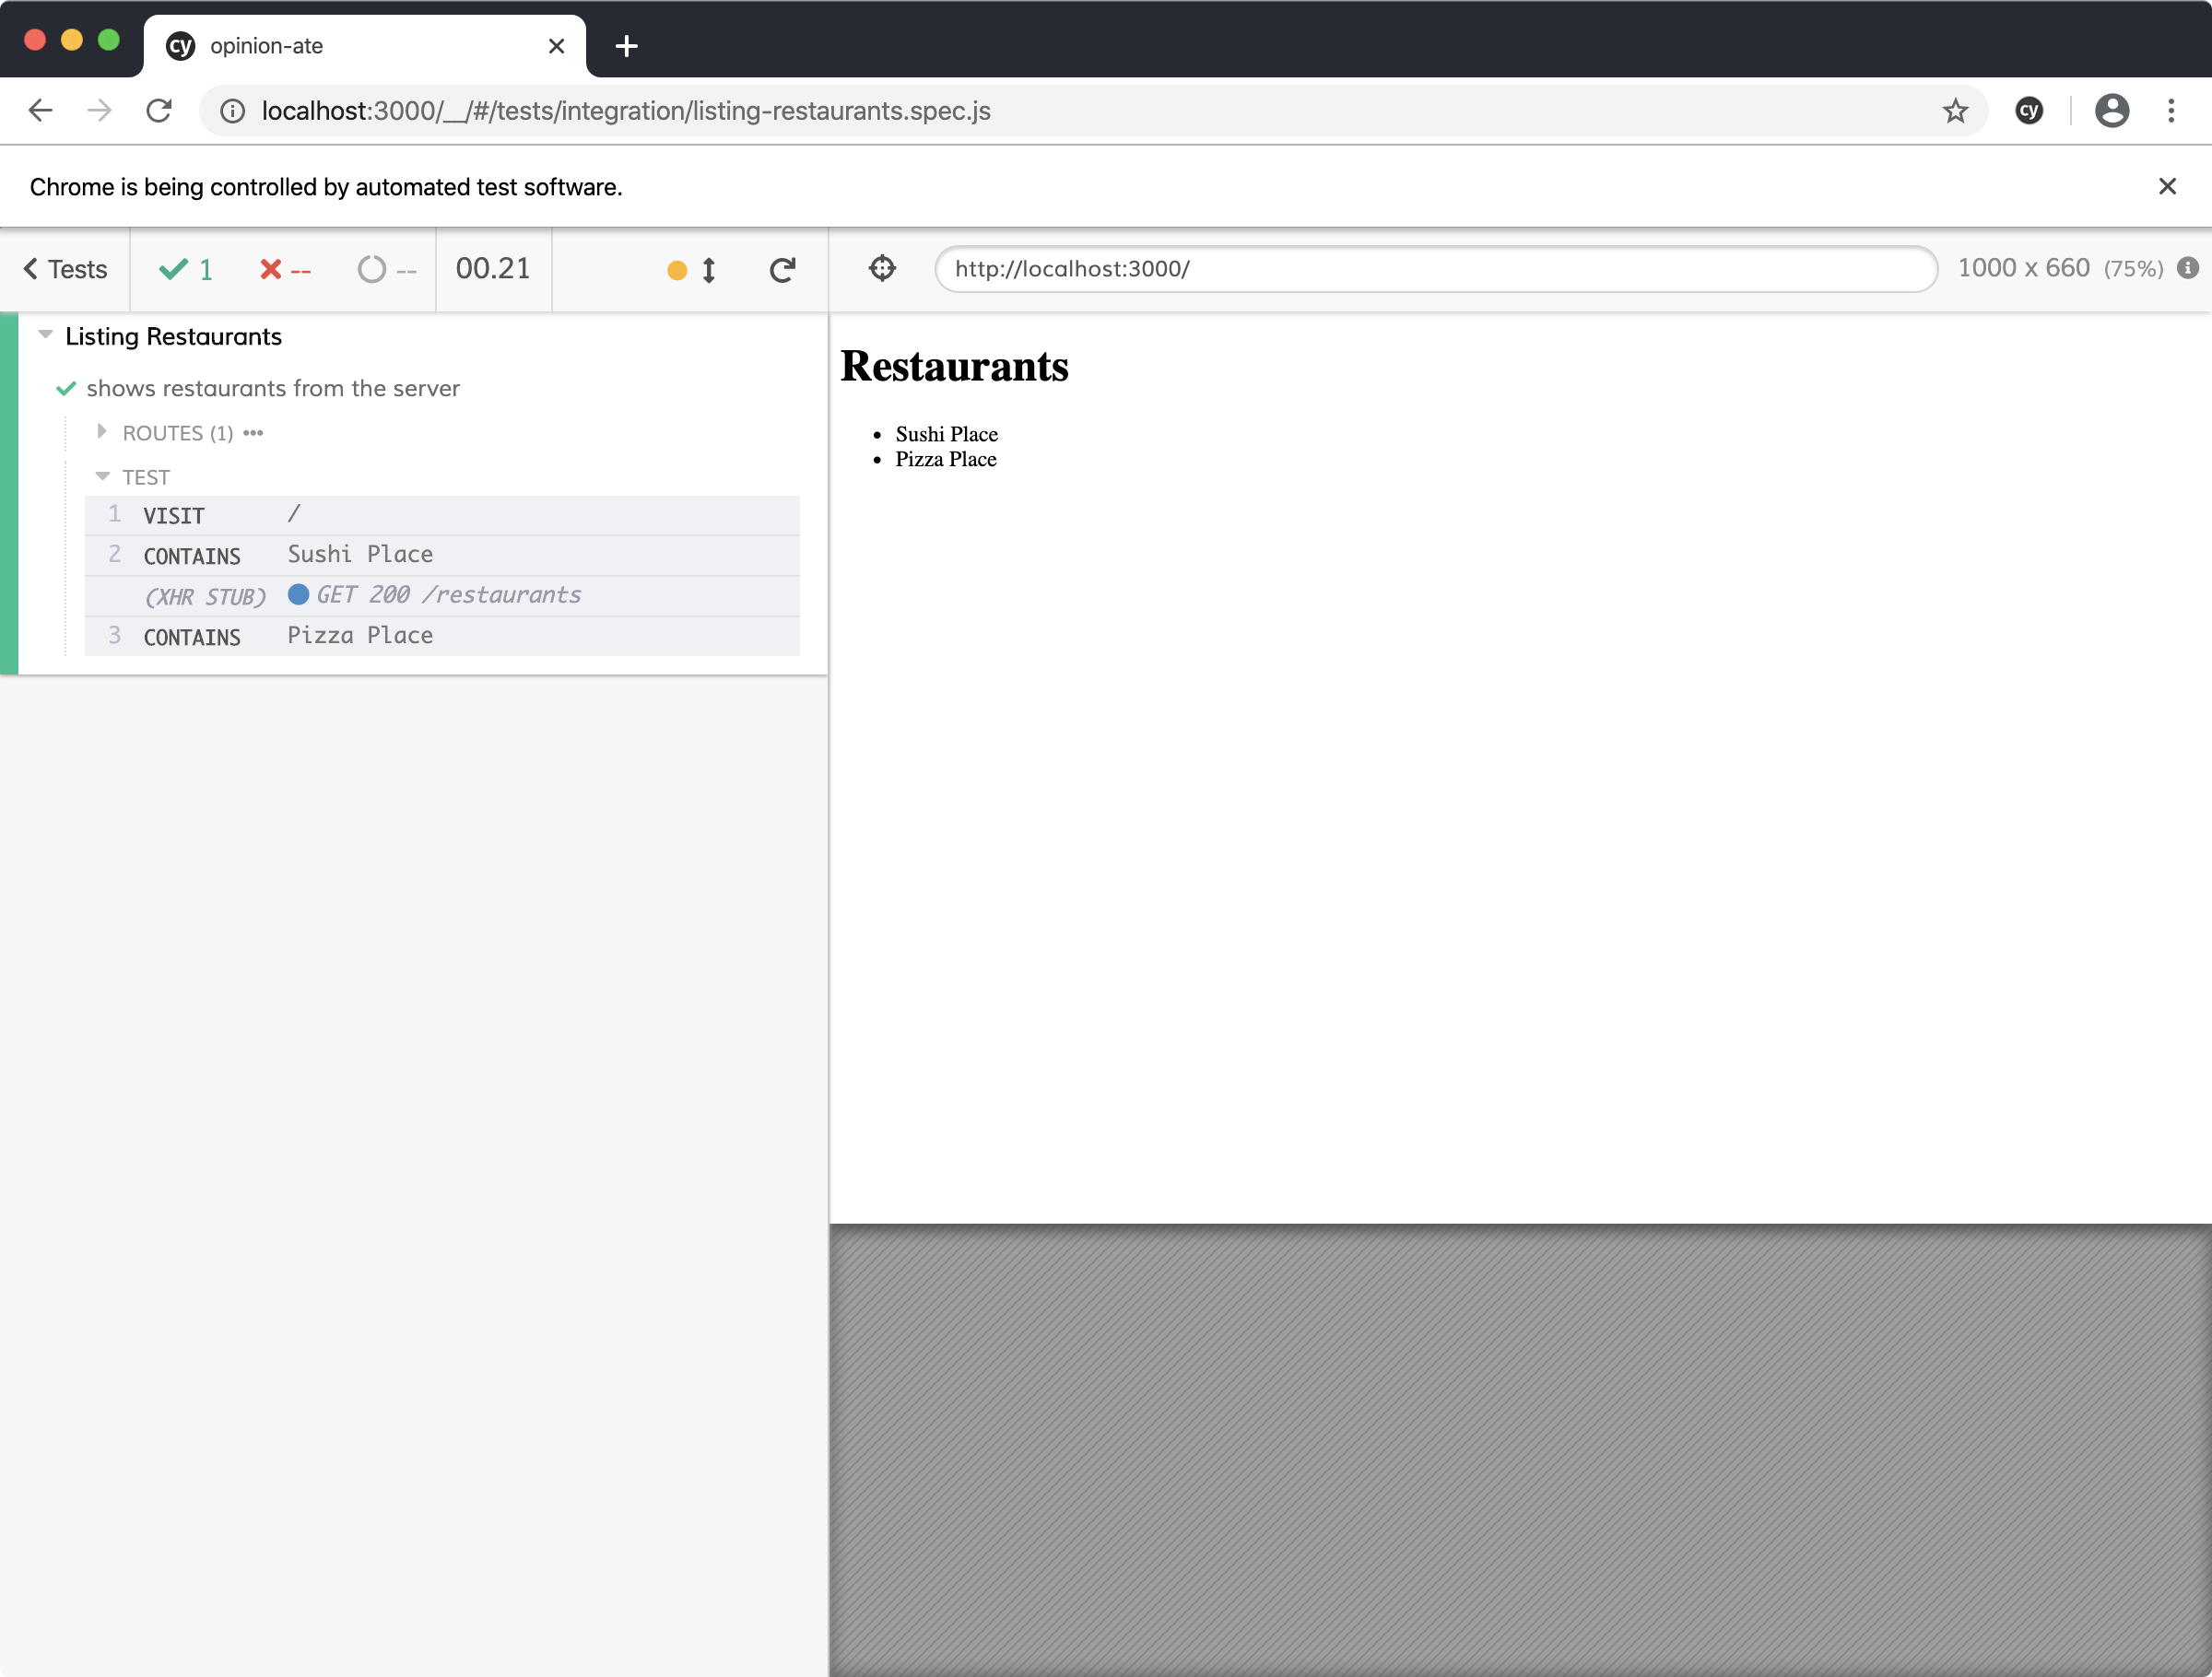 cy opinion-ate
localhost:3000/__/#/tests/integration/listing-restaurants.spec.js
cy
Chrome is being controlled by automated test software.
Tests 1 -- -- 00.21
http://localhost:3000/ 1000 x 660 (75%)
Listing Restaurants
shows restaurants from the server
ROUTES (1)
TEST
1 VISIT /
2 CONTAINS Sushi Place
(XHR STUB) GET 200 /restaurants
3 CONTAINS Pizza Place
Restaurants
• Sushi Place
• Pizza Place